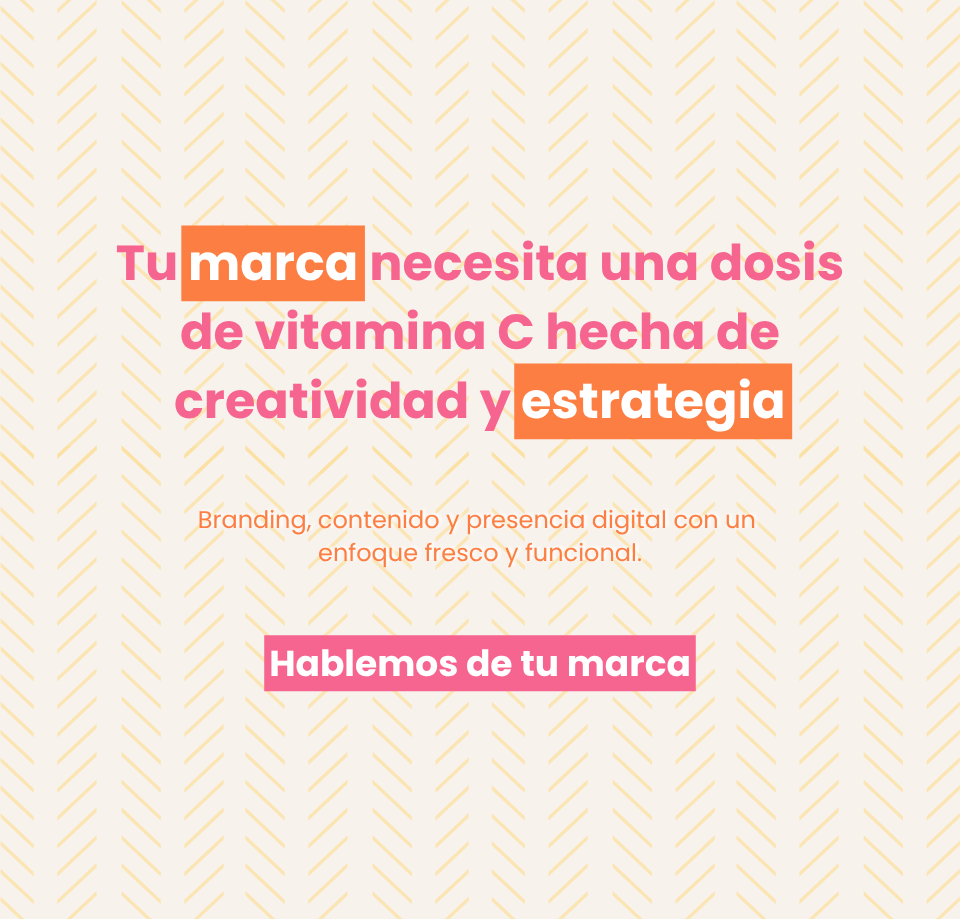 Tu marca necesita una dosis
de vitamina C hecha de
creatividad y estrategia
Branding, contenido y presencia digital con un
enfoque fresco y funcional.
Hablemos de tu marca